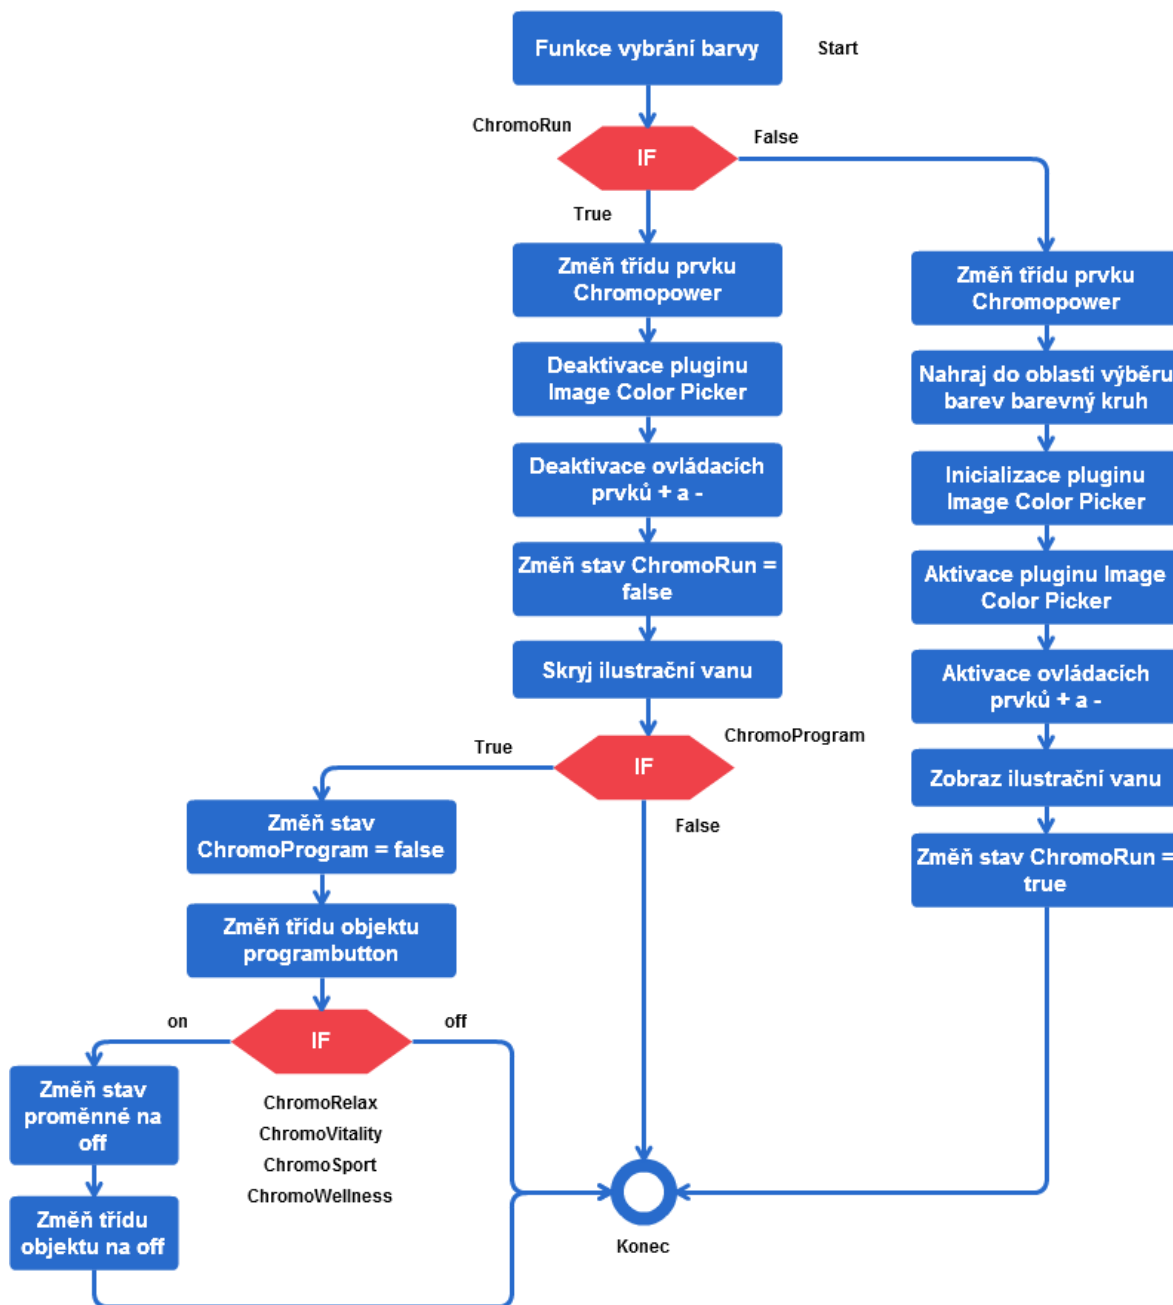 Funkce vybrání barvy
Start
ChromoRun
IF
False
True
Změň třídu prvku
Chromopower
Deaktivace pluginu
Image Color Picker
Deaktivace ovládacích
prvků + a -
Změň stav ChromoRun =
false
Skryj ilustrační vanu
Změň třídu prvku
Chromopower
Nahraj do oblasti výběru
barev barevný kruh
Inicializace pluginu
Image Color Picker
Aktivace pluginu Image
Color Picker
Aktivace ovládacích
prvků + a -
Zobraz ilustrační vanu
Změň stav ChromoRun =
true
ChromoProgram
IF
True
False
Změň stav
ChromoProgram = false
Změň třídu objektu
programbutton
on
IF
off
ChromoRelax
ChromoVitality
ChromoSport
ChromoWellness
Změň stav
proměnné na
off
Změň třídu
objektu na off
Konec